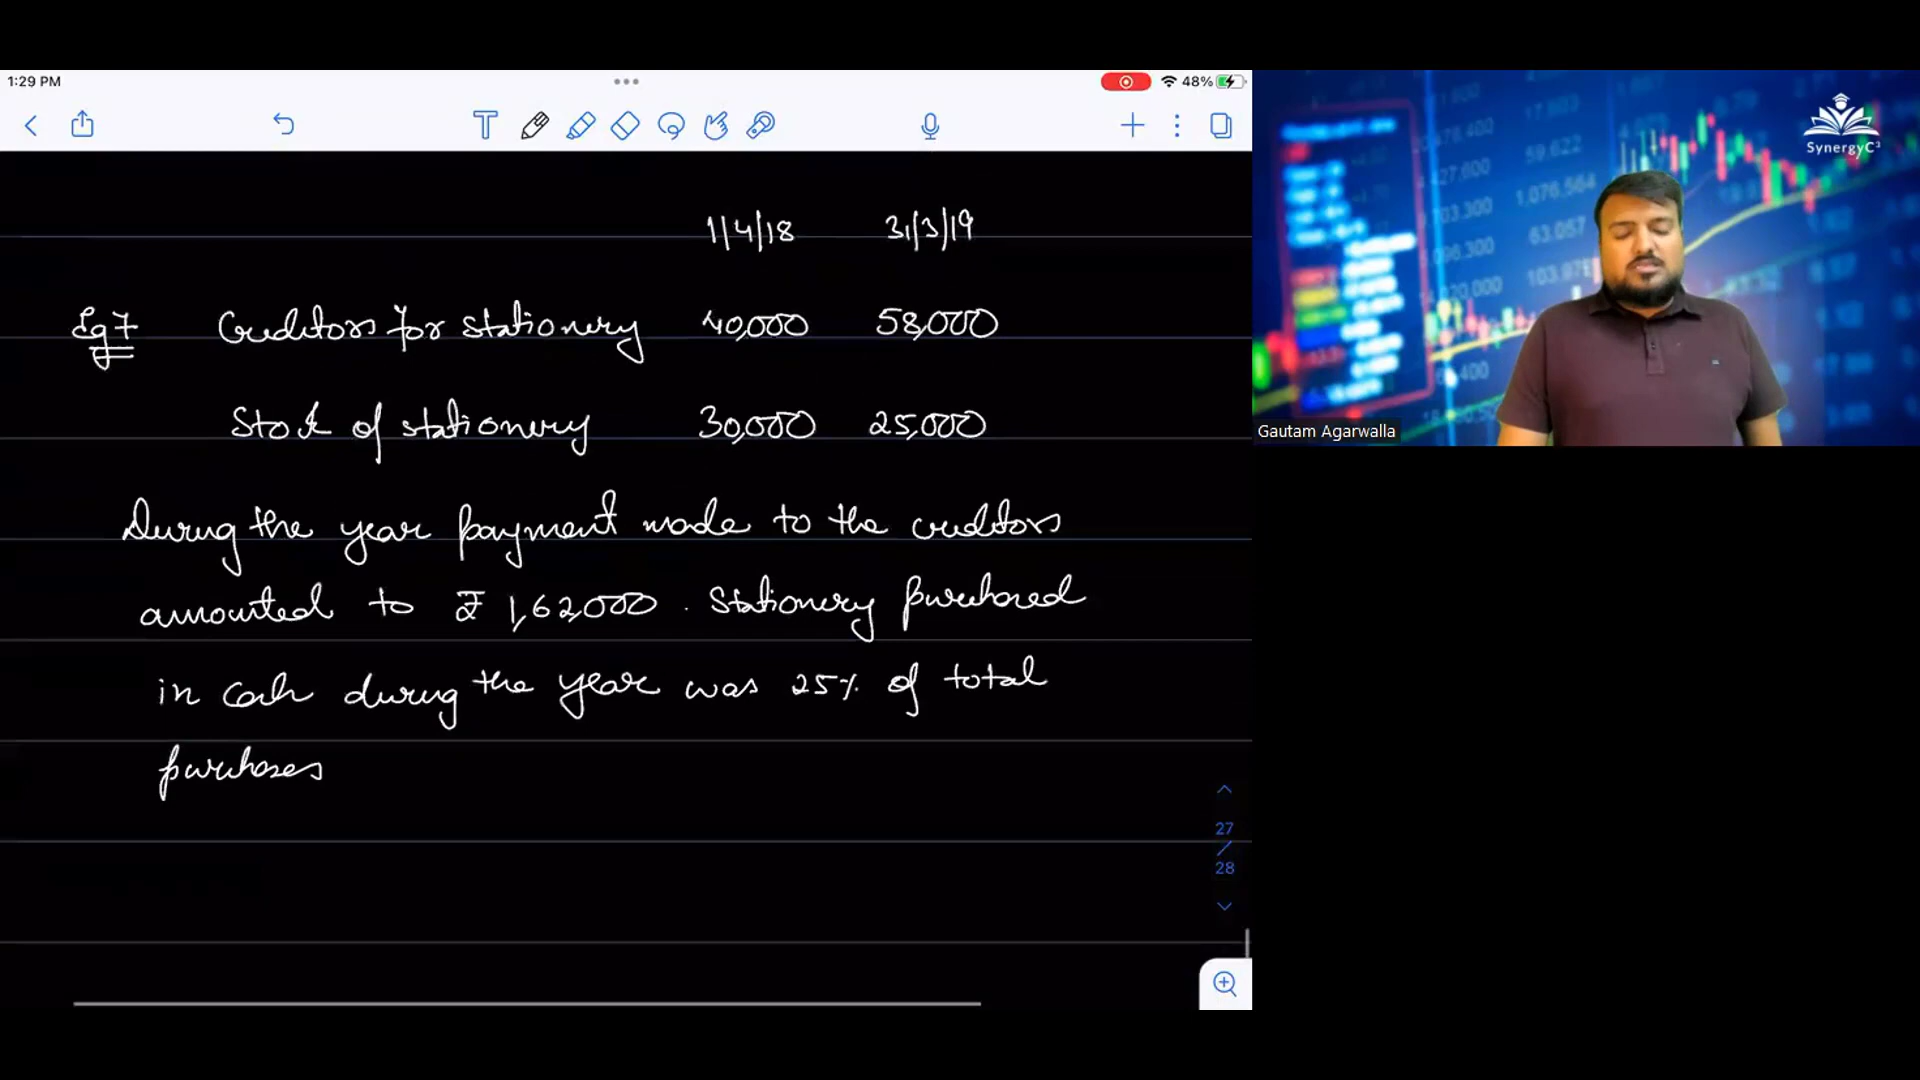 1:29 PM
48%
SynergyC³
1/4/18 31/3/19
Eg 7 Creditors for stationery 40,000 58,000
Stock of stationery 30,000 25,000
During the year payment made to the creditors
amounted to ₹ 1,62,000. Stationery purchased
in cash during the year was 25% of total
purchases
Gautam Agarwalla
27
/
28